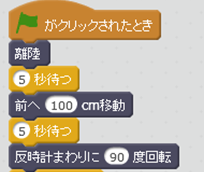 がクリックされたとき
離陸
5 秒待つ
前へ 100 cm移動
5 秒待つ
反時計まわりに 90 度回転